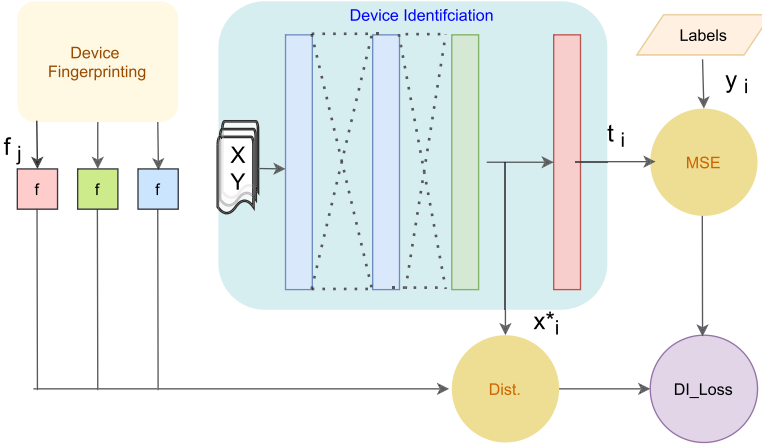 Device Identifciation
Device
Fingerprinting
Labels
y i
f j
X
Y
t i
MSE
f
f
f
x*i
Dist.
DI_Loss